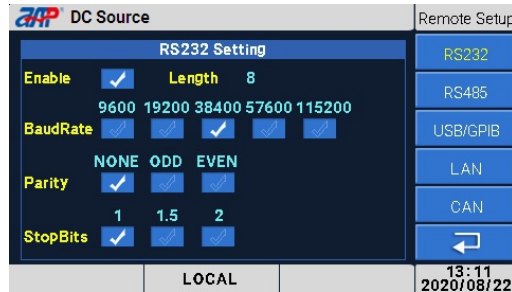 AAP DC Source
Remote Setup
RS232 Setting
Enable Length 8
9600 19200 38400 57600 115200
BaudRate
NONE ODD EVEN
Parity
1 1.5 2
StopBits
RS232
RS485
USB/GPIB
LAN
CAN
LOCAL
13:11
2020/08/22